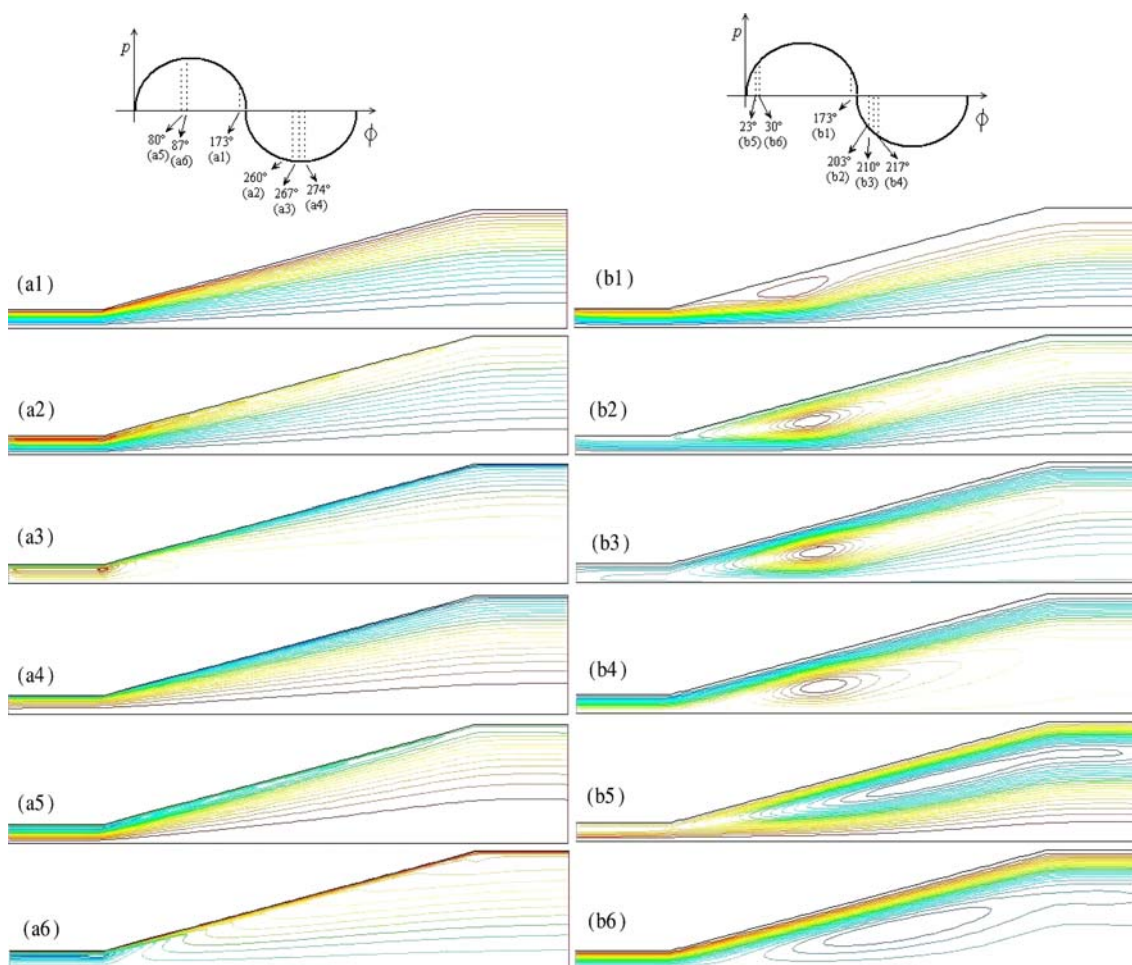 p
80°
(a5)
87°
(a6)
173°
(a1)
260°
(a2)
267°
(a3)
274°
(a4)
ϕ
p
23°
(b5)
30°
(b6)
173°
(b1)
203°
(b2)
210°
(b3)
217°
(b4)
ϕ
(a1)
(b1)
(a2)
(b2)
(a3)
(b3)
(a4)
(b4)
(a5)
(b5)
(a6)
(b6)